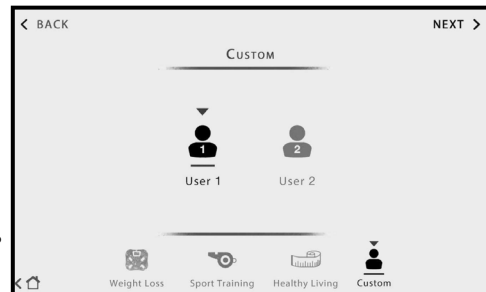 BACK NEXT
CUSTOM
1 2
User 1 User 2
Weight Loss Sport Training Healthy Living Custom